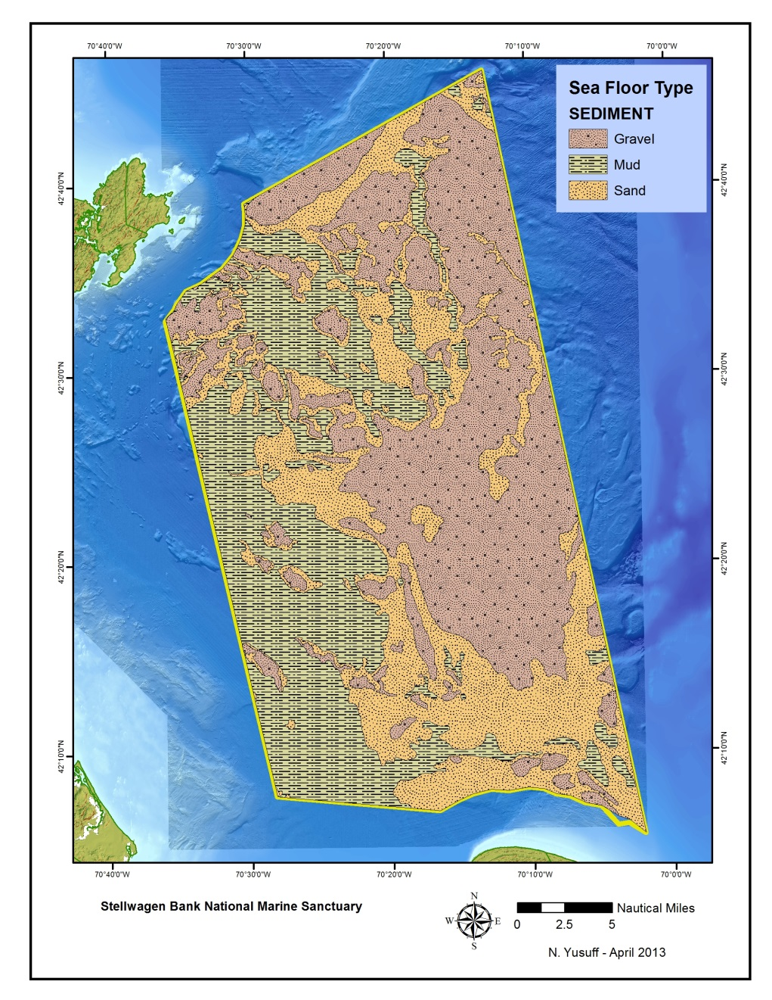 70°40'0"W 70°30'0"W 70°20'0"W 70°10'0"W 70°0'0"W
Sea Floor Type
SEDIMENT
Gravel
Mud
Sand
42°40'0"N 42°40'0"N
42°30'0"N 42°30'0"N
42°20'0"N 42°20'0"N
42°10'0"N 42°10'0"N
70°40'0"W 70°30'0"W 70°20'0"W 70°10'0"W 70°0'0"W
Stellwagen Bank National Marine Sanctuary
N
W E
S
Nautical Miles
0 2.5 5
N. Yusuff - April 2013